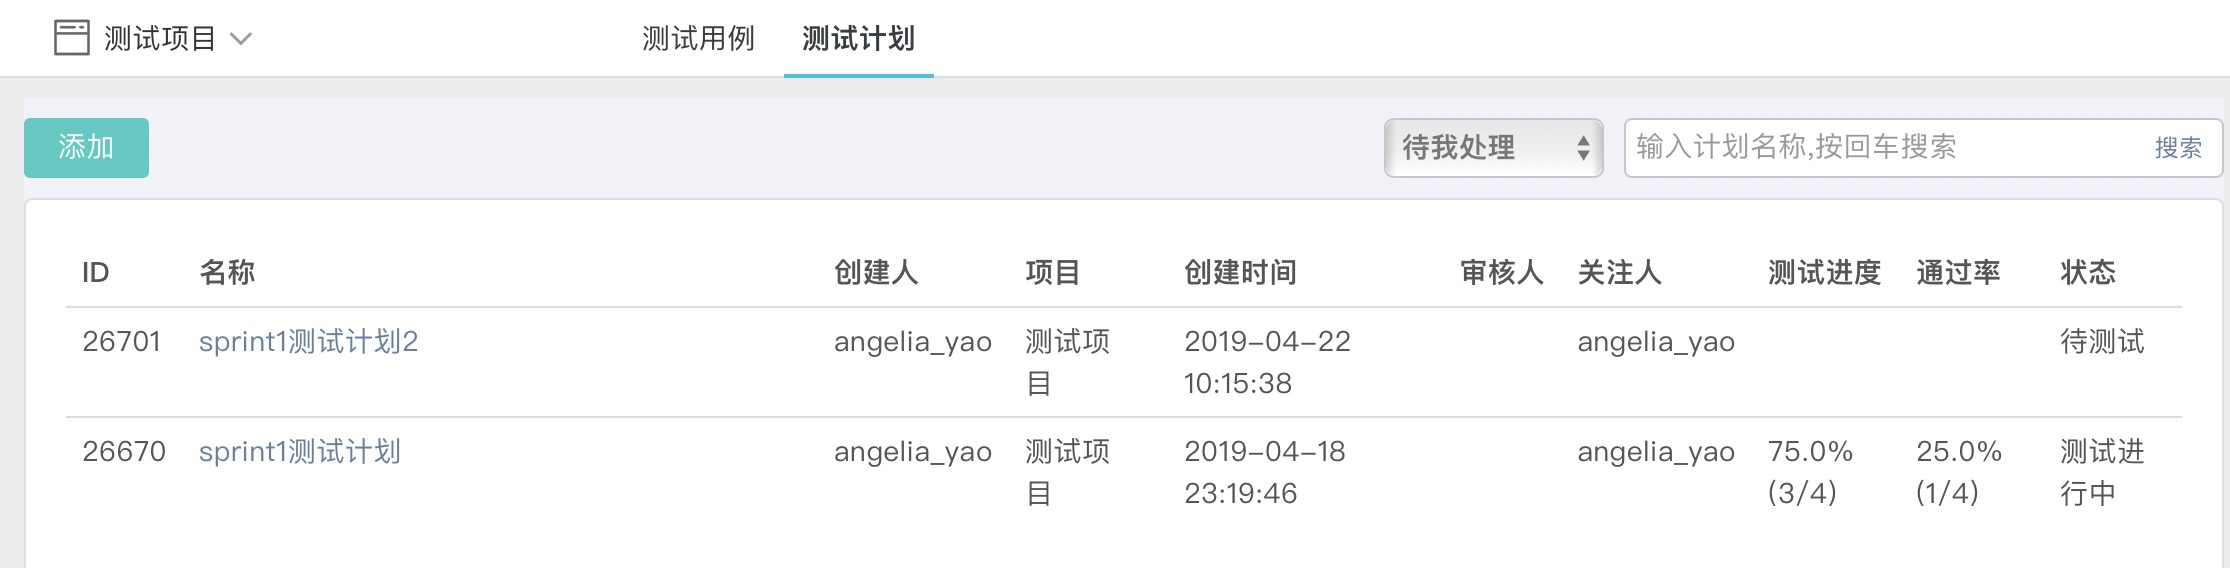 测试项目
测试用例 测试计划
添加 待我处理 输入计划名称,按回车搜索 搜索
ID 名称 创建人 项目 创建时间 审核人 关注人 测试进度 通过率 状态
26701 sprint1测试计划2 angelia_yao 测试项 2019-04-22 angelia_yao 待测试
目 10:15:38
26670 sprint1测试计划 angelia_yao 测试项 2019-04-18 angelia_yao 75.0% 25.0% 测试进
目 23:19:46 (3/4) (1/4) 行中